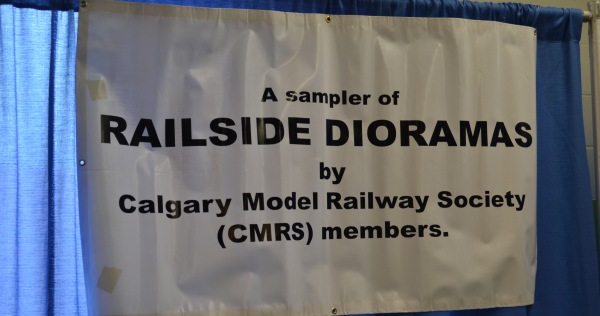 A sampler of
RAILSIDE DIORAMAS
by
Calgary Model Railway Society
(CMRS) members.